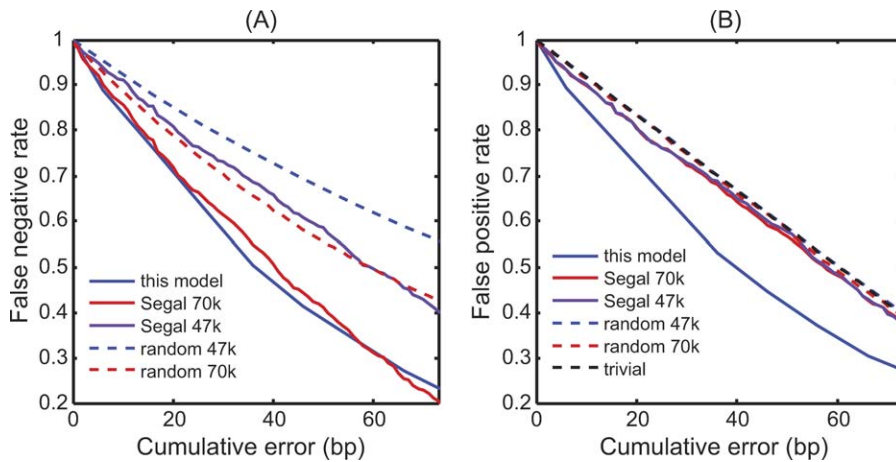 (A)
False negative rate
1
0.9
0.8
0.7
0.6
0.5
0.4
0.3
0.2
this model
Segal 70k
Segal 47k
random 47k
random 70k
0
20
40
60
Cumulative error (bp)
(B)
False positive rate
1
0.9
0.8
0.7
0.6
0.5
0.4
0.3
0.2
this model
Segal 70k
Segal 47k
random 47k
random 70k
trivial
0
20
40
60
Cumulative error (bp)